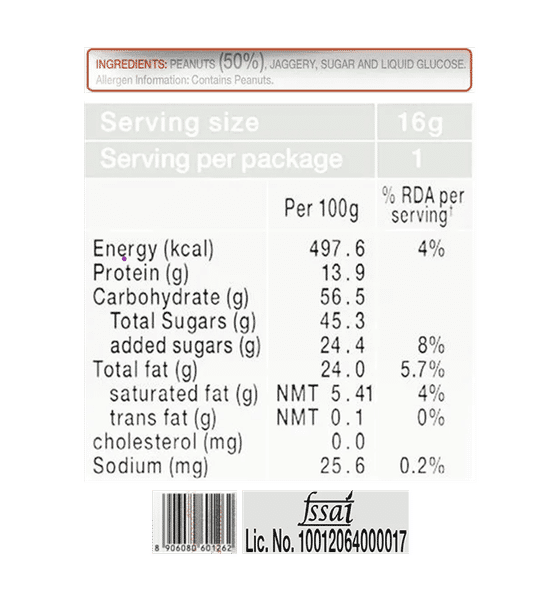 INGREDIENTS: PEANUTS (50%), JAGGERY, SUGAR AND LIQUID GLUCOSE.
Allergen Information: Contains Peanuts.
Serving size 16g
Serving per package 1
Per 100g % RDA per serving†
Energy (kcal) 497.6 4%
Protein (g) 13.9
Carbohydrate (g) 56.5
Total Sugars (g) 45.3
added sugars (g) 24.4 8%
Total fat (g) 24.0 5.7%
saturated fat (g) NMT 5.41 4%
trans fat (g) NMT 0.1 0%
cholesterol (mg) 0.0
Sodium (mg) 25.6 0.2%
fssai
8 906080 601262 Lic. No. 10012064000017